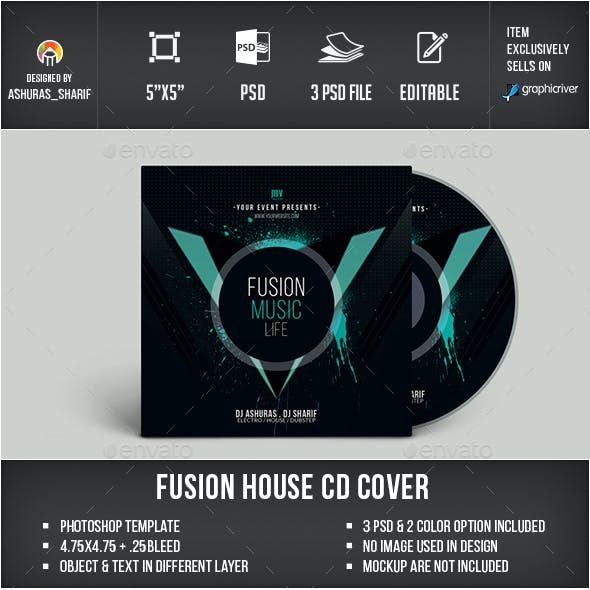 DESIGNED BY
ASHURAS_SHARIF
5"X5"
PSD
PSD
3 PSD FILE
EDITABLE
ITEM
EXCLUSIVELY
SELLS ON
graphicriver
envato
envato
mv
-YOUR EVENT PRESENTS-
WWW.YOURWEBSITE.COM
FUSION
MUSIC
LIFE
DJ ASHURAS . DJ SHARIF
ELECTRO / HOUSE / DUBSTEP
NTS-
ARIF
STEP
envato
envato
FUSION HOUSE CD COVER
▪ PHOTOSHOP TEMPLATE
▪ 4.75X4.75 + .25BLEED
▪ OBJECT & TEXT IN DIFFERENT LAYER
▪ 3 PSD & 2 COLOR OPTION INCLUDED
▪ NO IMAGE USED IN DESIGN
▪ MOCKUP ARE NOT INCLUDED